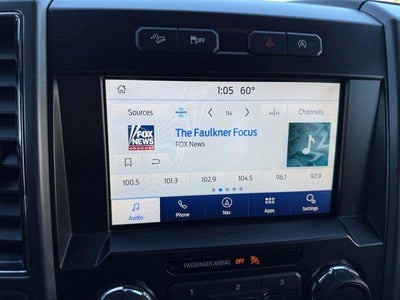 1:05 60°
Sources 114 Channels
FOX
NEWS
channel
The Faulkner Focus
FOX News
100.5 101.3 102.9 104.5 96.1 92.9
Audio Phone Nav Apps Settings
PASSENGER AIRBAG OFF